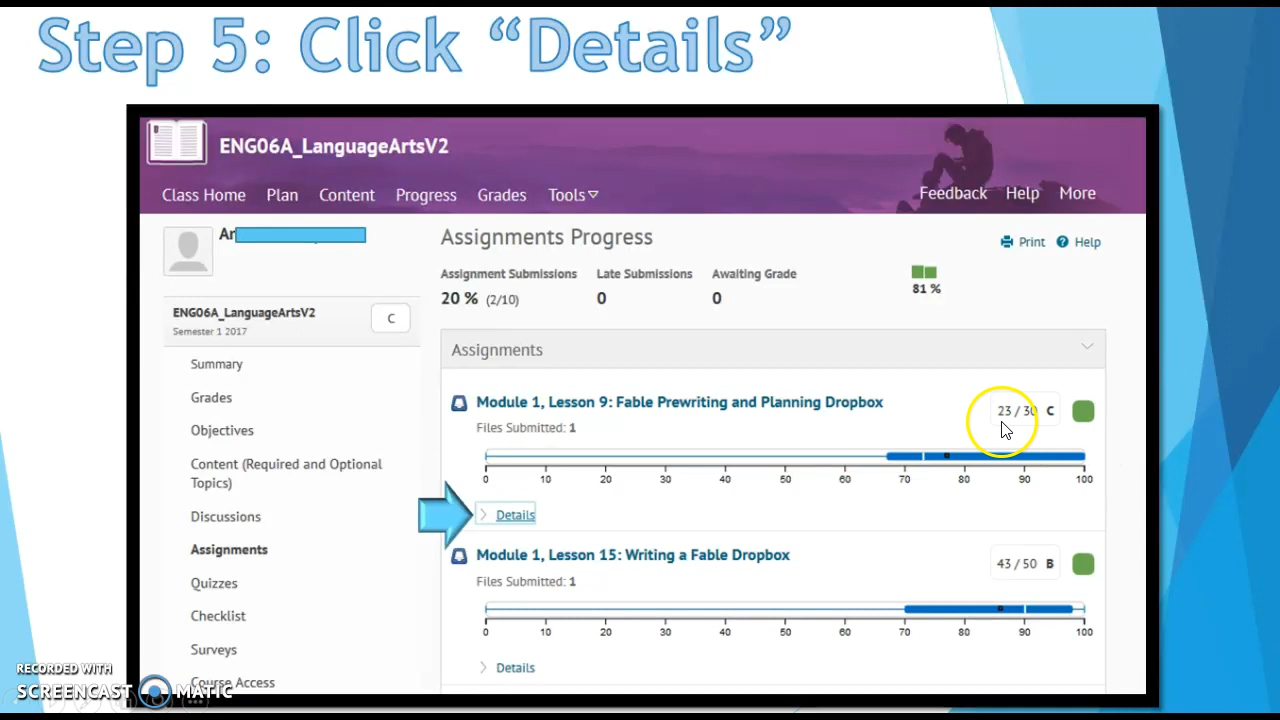 Step 5: Click “Details”
ENG06A_LanguageArtsV2
Class Home Plan Content Progress Grades Tools Feedback Help More
Ar
Assignments Progress
Print Help
Assignment Submissions Late Submissions Awaiting Grade
20 % (2/10) 0 0 81 %
ENG06A_LanguageArtsV2 C
Semester 1 2017
Summary
Grades
Objectives
Content (Required and Optional
Topics)
Discussions
Assignments
Quizzes
Checklist
Surveys
Course Access
Assignments
Module 1, Lesson 9: Fable Prewriting and Planning Dropbox 23 / 30 C
Files Submitted: 1
0 10 20 30 40 50 60 70 80 90 100
Details
Module 1, Lesson 15: Writing a Fable Dropbox 43 / 50 B
Files Submitted: 1
0 10 20 30 40 50 60 70 80 90 100
Details
RECORDED WITH
SCREENCAST MATIC